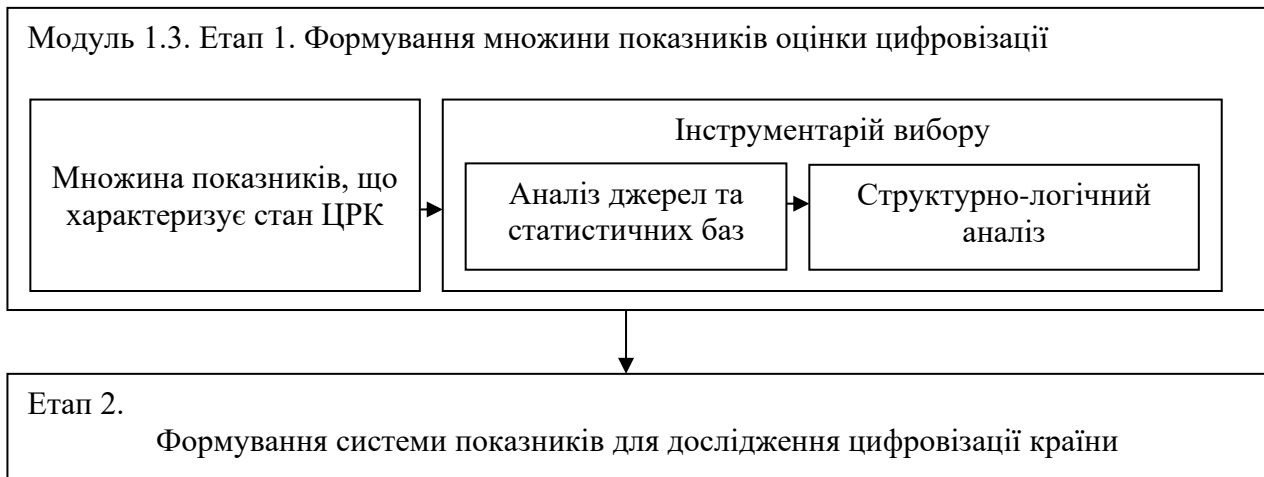 Модуль 1.3. Етап 1. Формування множини показників оцінки цифровізації
Множина показників, що
характеризує стан ЦРК
Інструментарій вибору
Аналіз джерел та
статистичних баз
Структурно-логічний
аналіз
Етап 2.
Формування системи показників для дослідження цифровізації країни